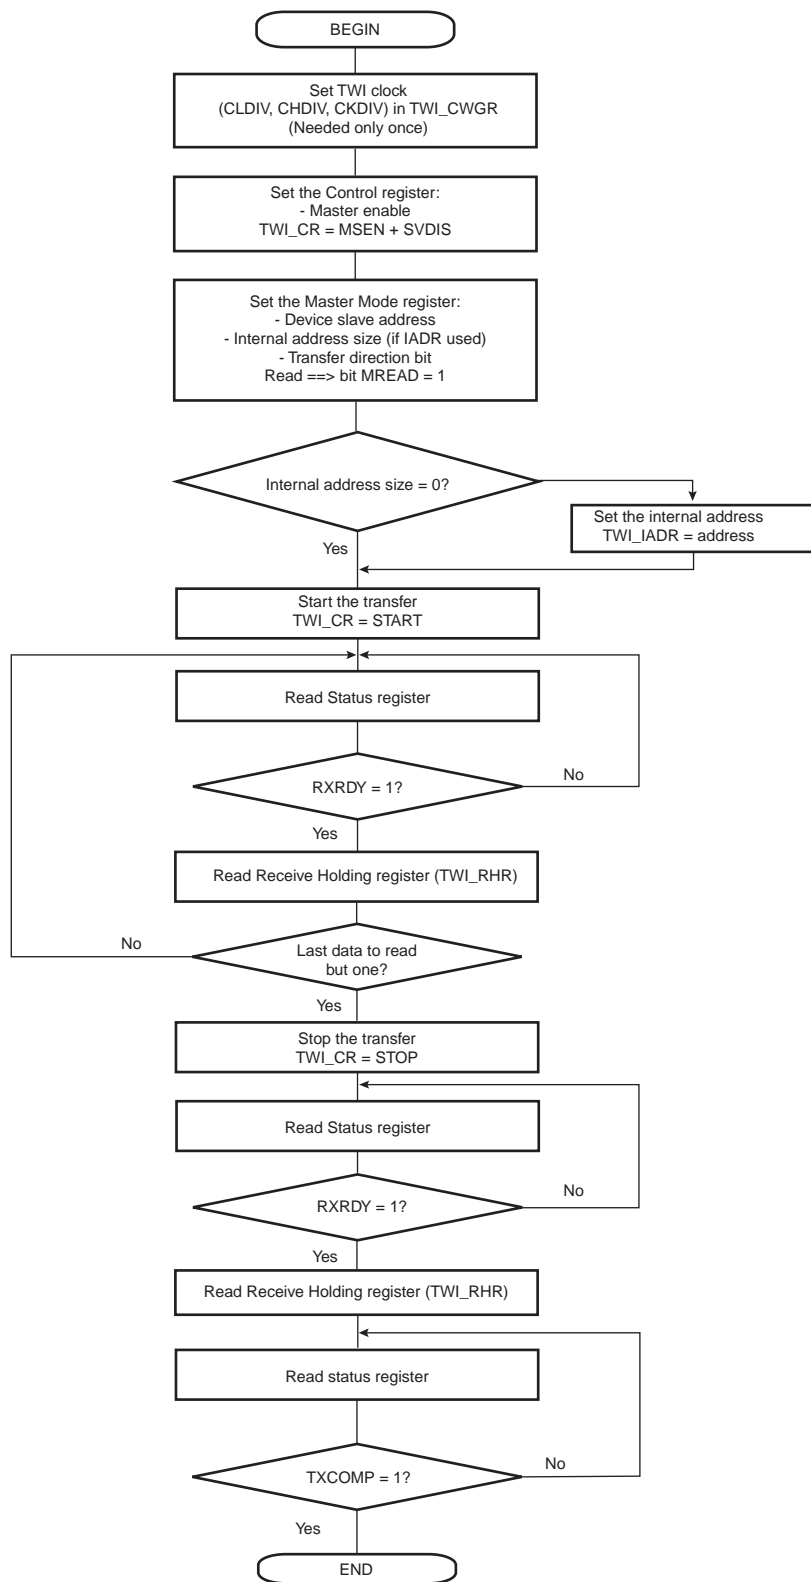 BEGIN
Set TWI clock
(CLDIV, CHDIV, CKDIV) in TWI_CWGR
(Needed only once)
Set the Control register:
- Master enable
TWI_CR = MSEN + SVDIS
Set the Master Mode register:
- Device slave address
- Internal address size (if IADR used)
- Transfer direction bit
Read ==> bit MREAD = 1
Internal address size = 0?
Set the internal address
TWI_IADR = address
Yes
Start the transfer
TWI_CR = START
Read Status register
RXRDY = 1?
No
Yes
Read Receive Holding register (TWI_RHR)
No
Last data to read
but one?
Yes
Stop the transfer
TWI_CR = STOP
Read Status register
RXRDY = 1?
No
Yes
Read Receive Holding register (TWI_RHR)
Read status register
TXCOMP = 1?
No
Yes
END